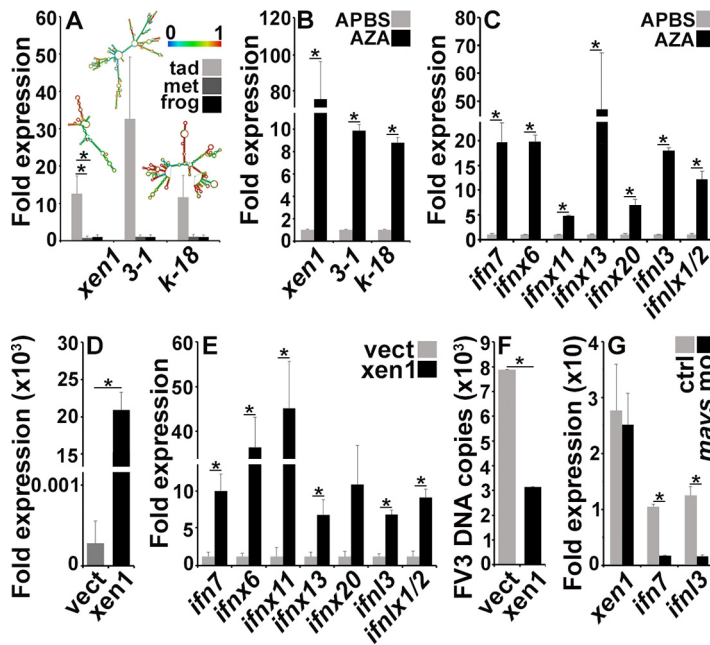 A
Fold expression
60
50
40
30
20
10
0
0 1
tad
met
frog
*
*
xen1
3-1
k-18
B
Fold expression
120
100
80
60
40
20
10
8
6
4
2
0
APBS
AZA
*
*
*
xen1
3-1
k-18
C
Fold expression
80
70
60
50
40
20
15
10
5
0
APBS
AZA
*
*
*
*
*
*
*
ifn7
ifnx6
ifnx11
ifnx13
ifnx20
ifnl3
ifnlx1/2
D
Fold expression (x10³)
30
25
20
15
10
0.001
0
*
vect
xen1
E
Fold expression
60
40
20
10
5
0
vect
xen1
*
*
*
*
*
*
ifn7
ifnx6
ifnx11
ifnx13
ifnx20
ifnl3
ifnlx1/2
F
FV3 DNA copies (x10³)
9
8
7
6
5
4
3
2
1
0
*
vect
xen1
G
Fold expression (x10)
4
3
2
1
0
ctrl
mavs mo
*
*
xen1
ifn7
ifnl3